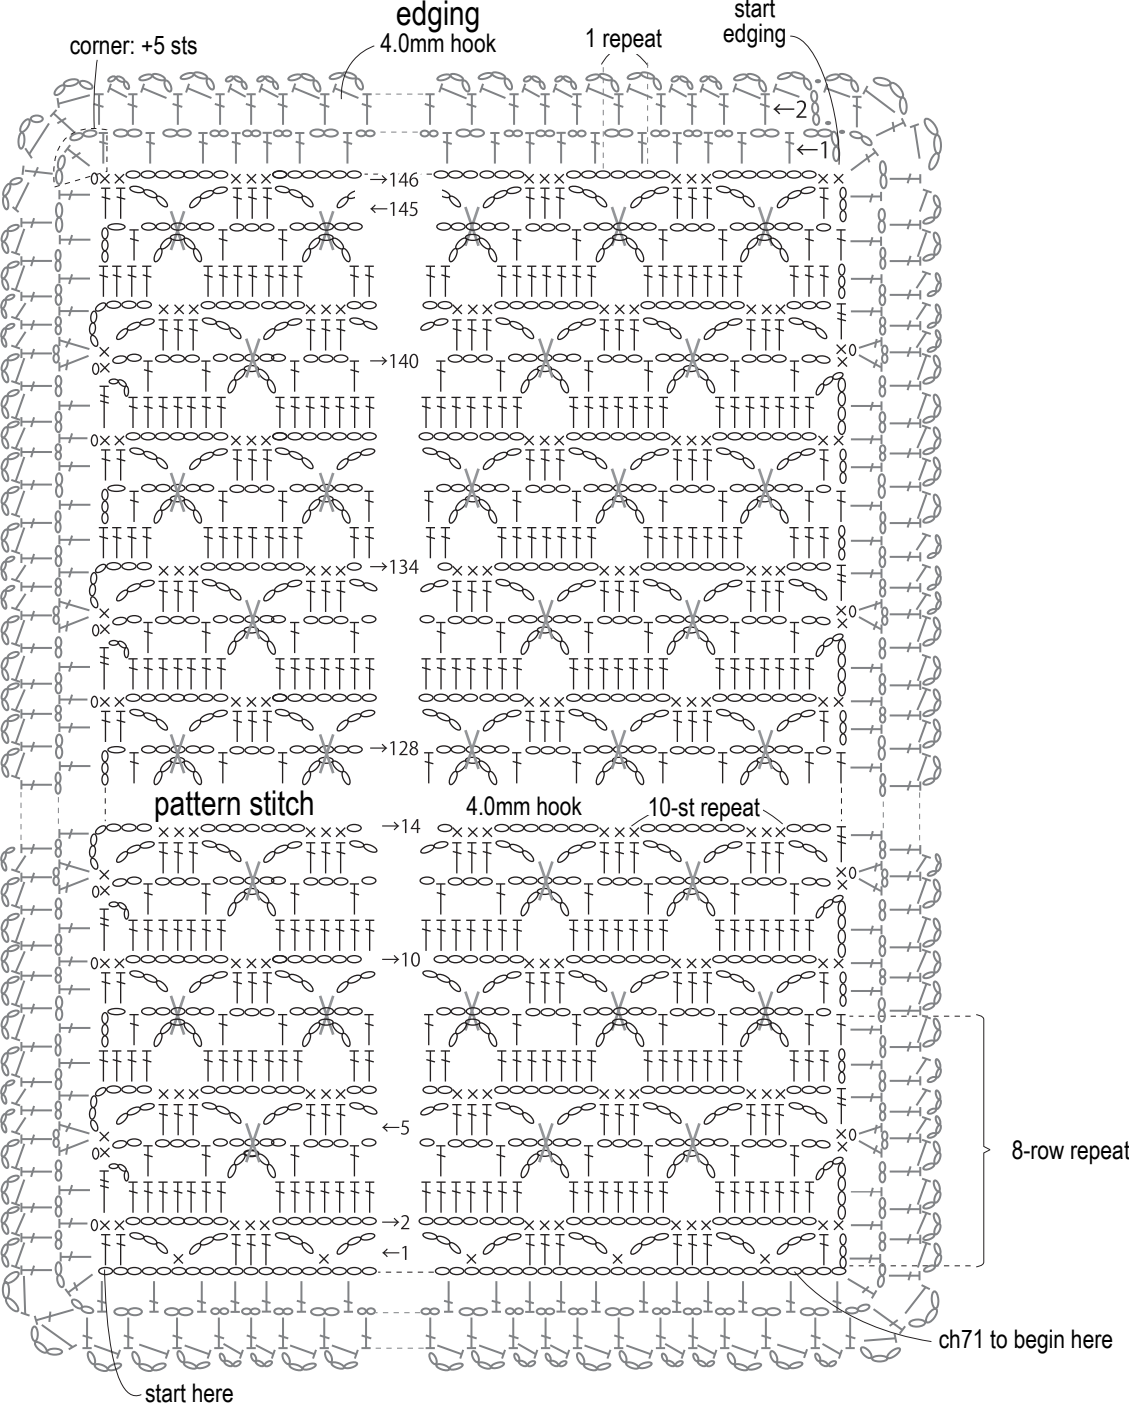 edging
4.0mm hook
start
edging
corner: +5 sts
1 repeat
←2
←1
→146
←145
→140
→134
→128
pattern stitch
4.0mm hook
10-st repeat
→14
→10
←5
8-row repeat
→2
←1
ch71 to begin here
start here